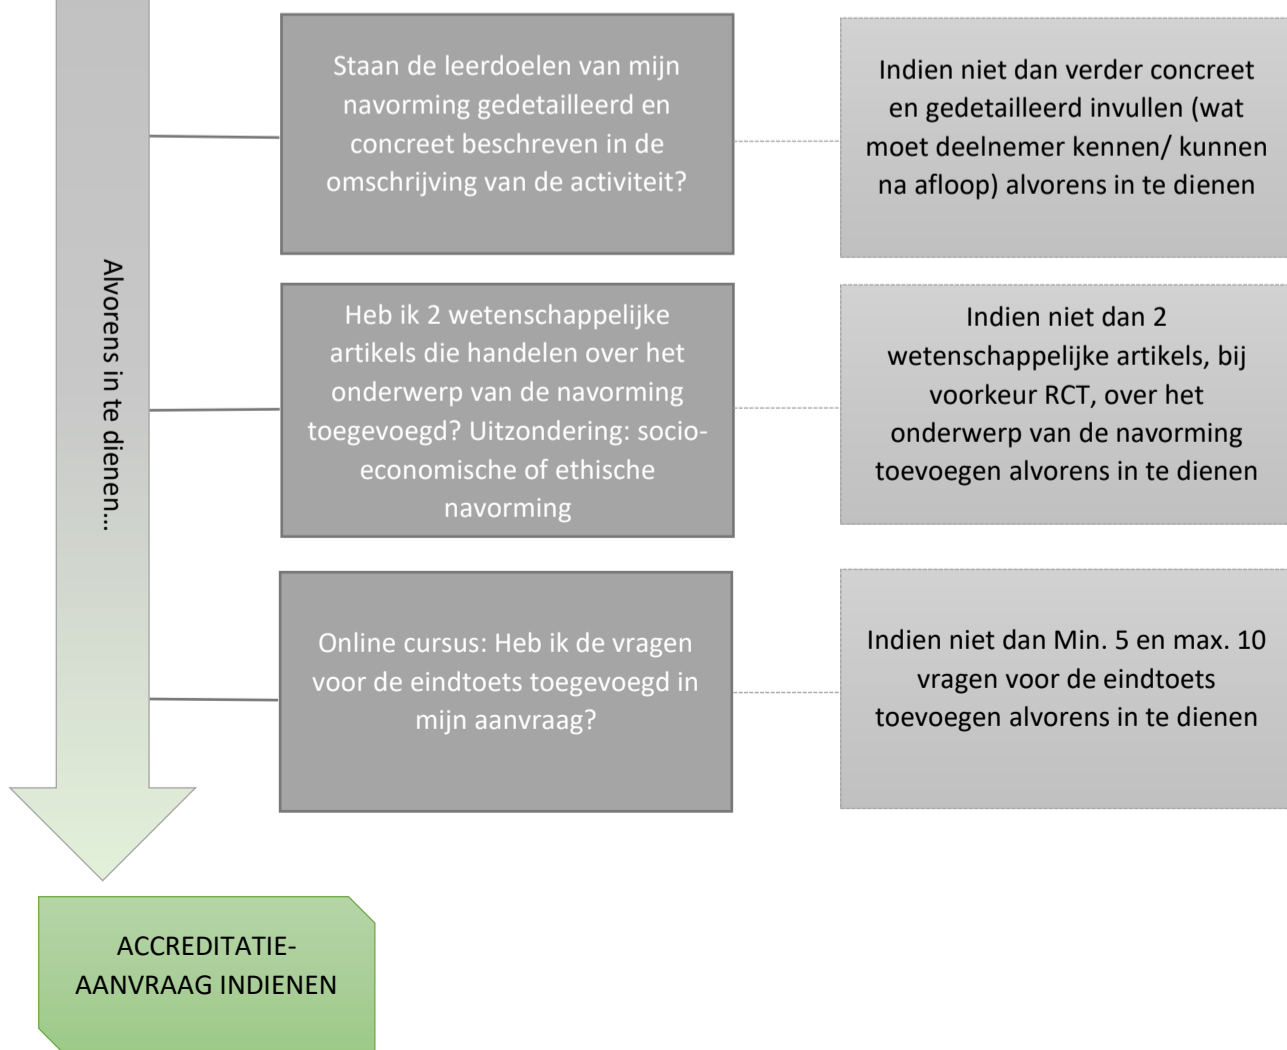 Alvorens in te dienen...
Staan de leerdoelen van mijn
navorming gedetailleerd en
concreet beschreven in de
omschrijving van de activiteit?
Indien niet dan verder concreet
en gedetailleerd invullen (wat
moet deelnemer kennen/ kunnen
na afloop) alvorens in te dienen
Heb ik 2 wetenschappelijke
artikels die handelen over het
onderwerp van de navorming
toegevoegd? Uitzondering: socio-
economische of ethische
navorming
Indien niet dan 2
wetenschappelijke artikels, bij
voorkeur RCT, over het
onderwerp van de navorming
toevoegen alvorens in te dienen
Online cursus: Heb ik de vragen
voor de eindtoets toegevoegd in
mijn aanvraag?
Indien niet dan Min. 5 en max. 10
vragen voor de eindtoets
toevoegen alvorens in te dienen
ACCREDITATIE-
AANVRAAG INDIENEN